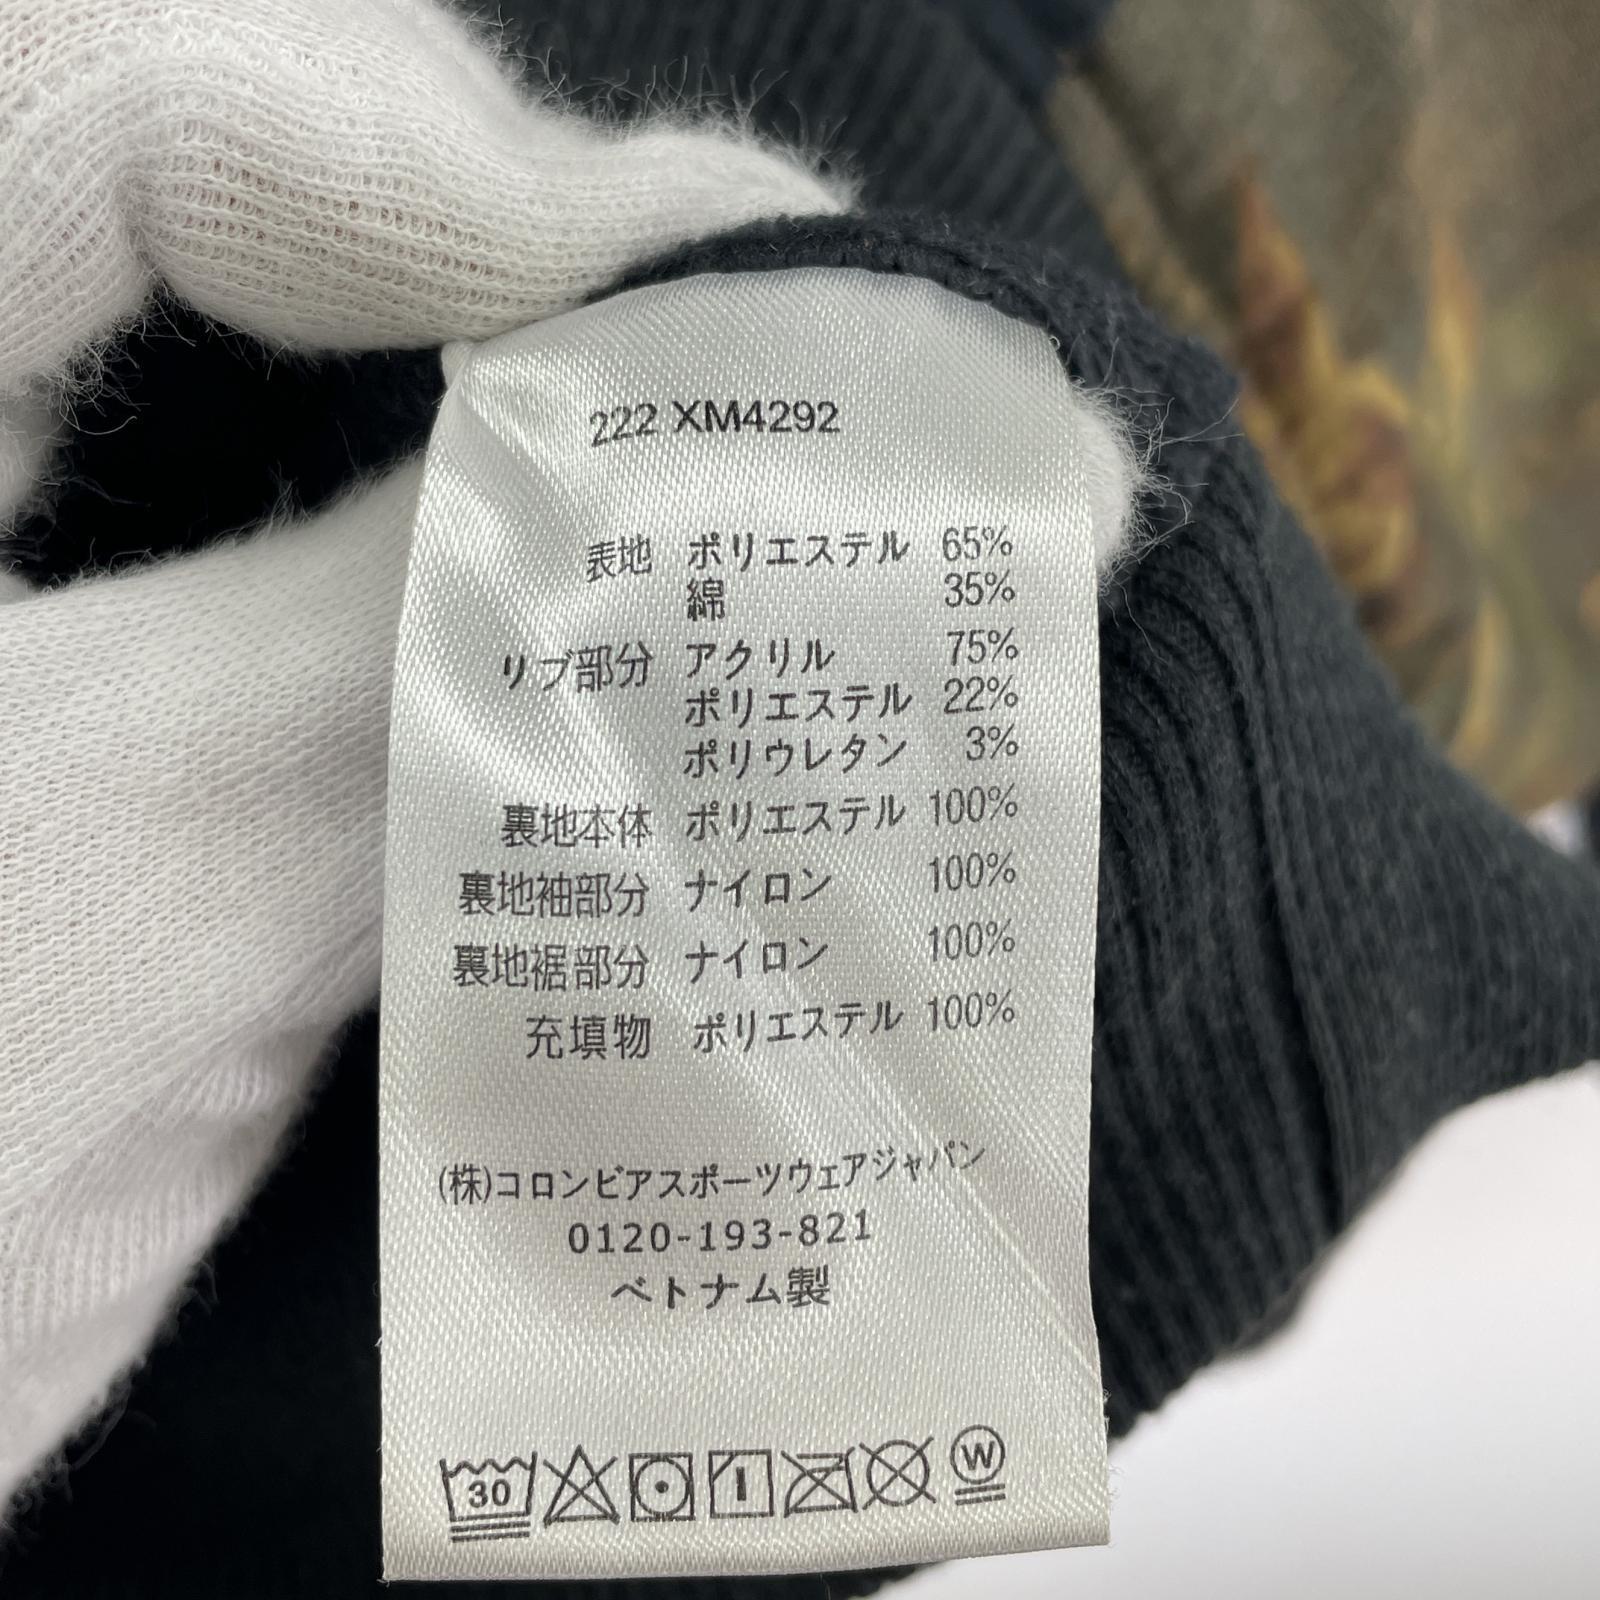 222 XM4292
表地 ポリエステル 65%
綿 35%
リブ部分 アクリル 75%
ポリエステル 22%
ポリウレタン 3%
裏地本体 ポリエステル 100%
裏地袖部分 ナイロン 100%
裏地裾部分 ナイロン 100%
充填物 ポリエステル 100%
(株)コロンビアスポーツウェアジャパン
0120-193-821
ベトナム製
30 W